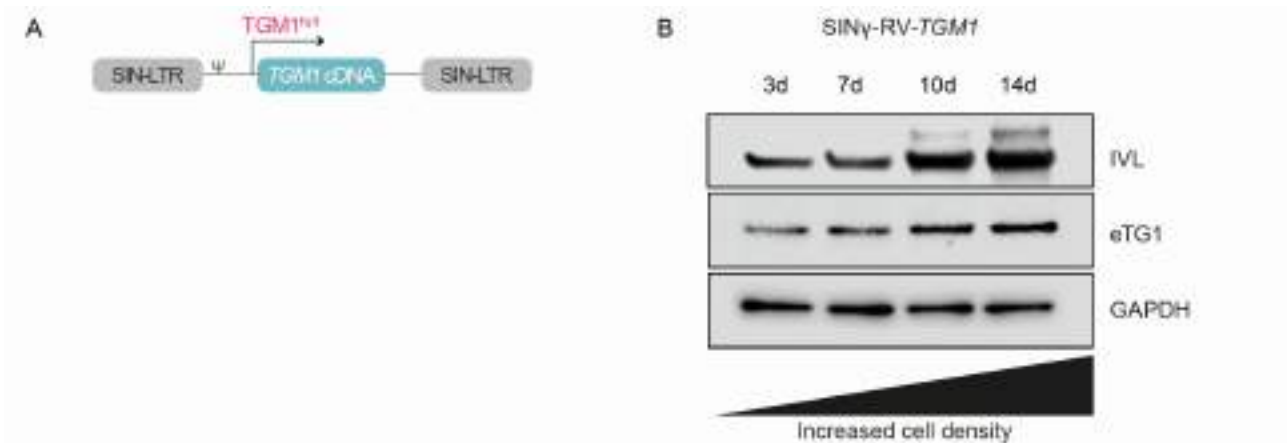 A
TGM1
SIN-LTR
Ψ
TGM1 cDNA
SIN-LTR
B
SINγ-RV-TGM1
3d 7d 10d 14d
IVL
eTG1
GAPDH
Increased cell density